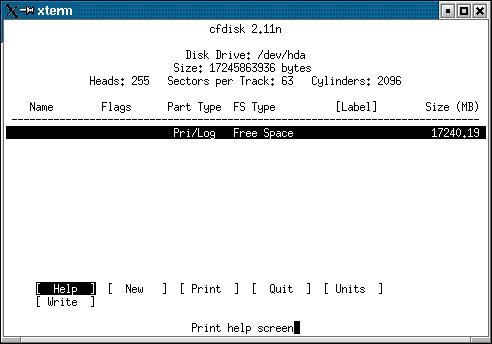 xterm
cfdisk 2.11n
Disk Drive: /dev/hda
Size: 17245863936 bytes
Heads: 255   Sectors per Track: 63   Cylinders: 2096
Name   Flags   Part Type   FS Type   [Label]   Size (MB)
Pri/Log   Free Space   17240.19
[ Help ]   [ New ]   [ Print ]   [ Quit ]   [ Units ]
[ Write ]
Print help screen